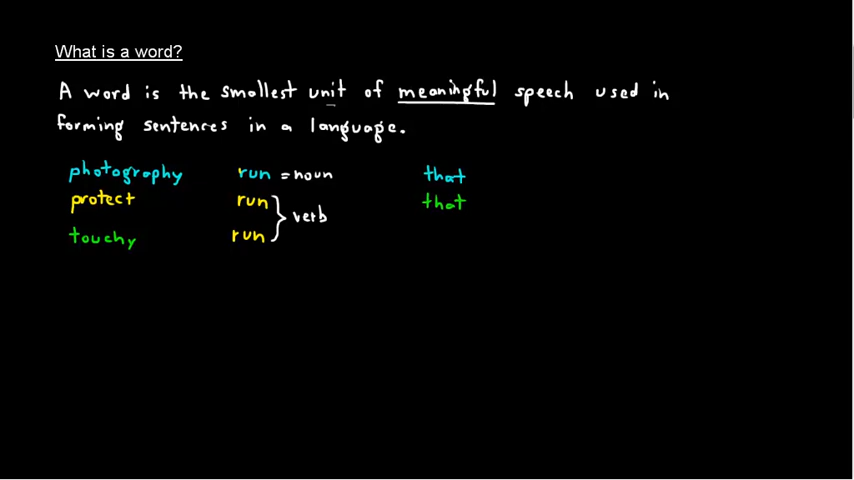 What is a word?
A word is the smallest unit of meaningful speech used in
forming sentences in a language.
photography run = noun that
protect run } verb that
touchy run